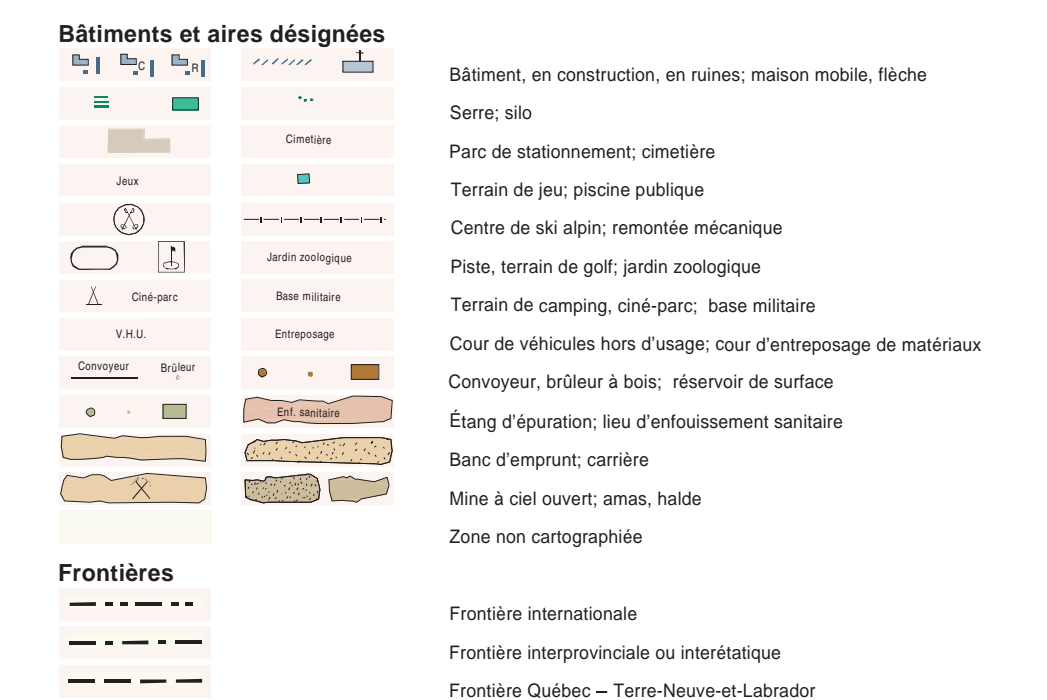 Bâtiments et aires désignées
C R Bâtiment, en construction, en ruines; maison mobile, flèche
Serre; silo
Cimetière Parc de stationnement; cimetière
Jeux Terrain de jeu; piscine publique
Centre de ski alpin; remontée mécanique
Jardin zoologique Piste, terrain de golf; jardin zoologique
Ciné-parc Base militaire Terrain de camping, ciné-parc; base militaire
V.H.U. Entreposage Cour de véhicules hors d'usage; cour d'entreposage de matériaux
Convoyeur Brûleur Convoyeur, brûleur à bois; réservoir de surface
Enf. sanitaire Étang d'épuration; lieu d'enfouissement sanitaire
Banc d'emprunt; carrière
Mine à ciel ouvert; amas, halde
Zone non cartographiée
Frontières
Frontière internationale
Frontière interprovinciale ou interétatique
Frontière Québec – Terre-Neuve-et-Labrador